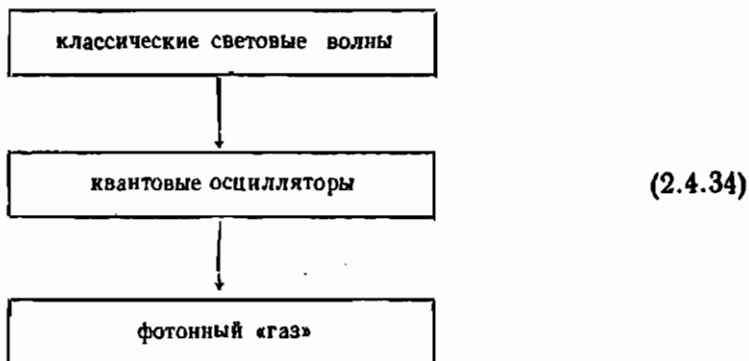 классические световые волны
квантовые осцилляторы
(2.4.34)
фотонный «газ»